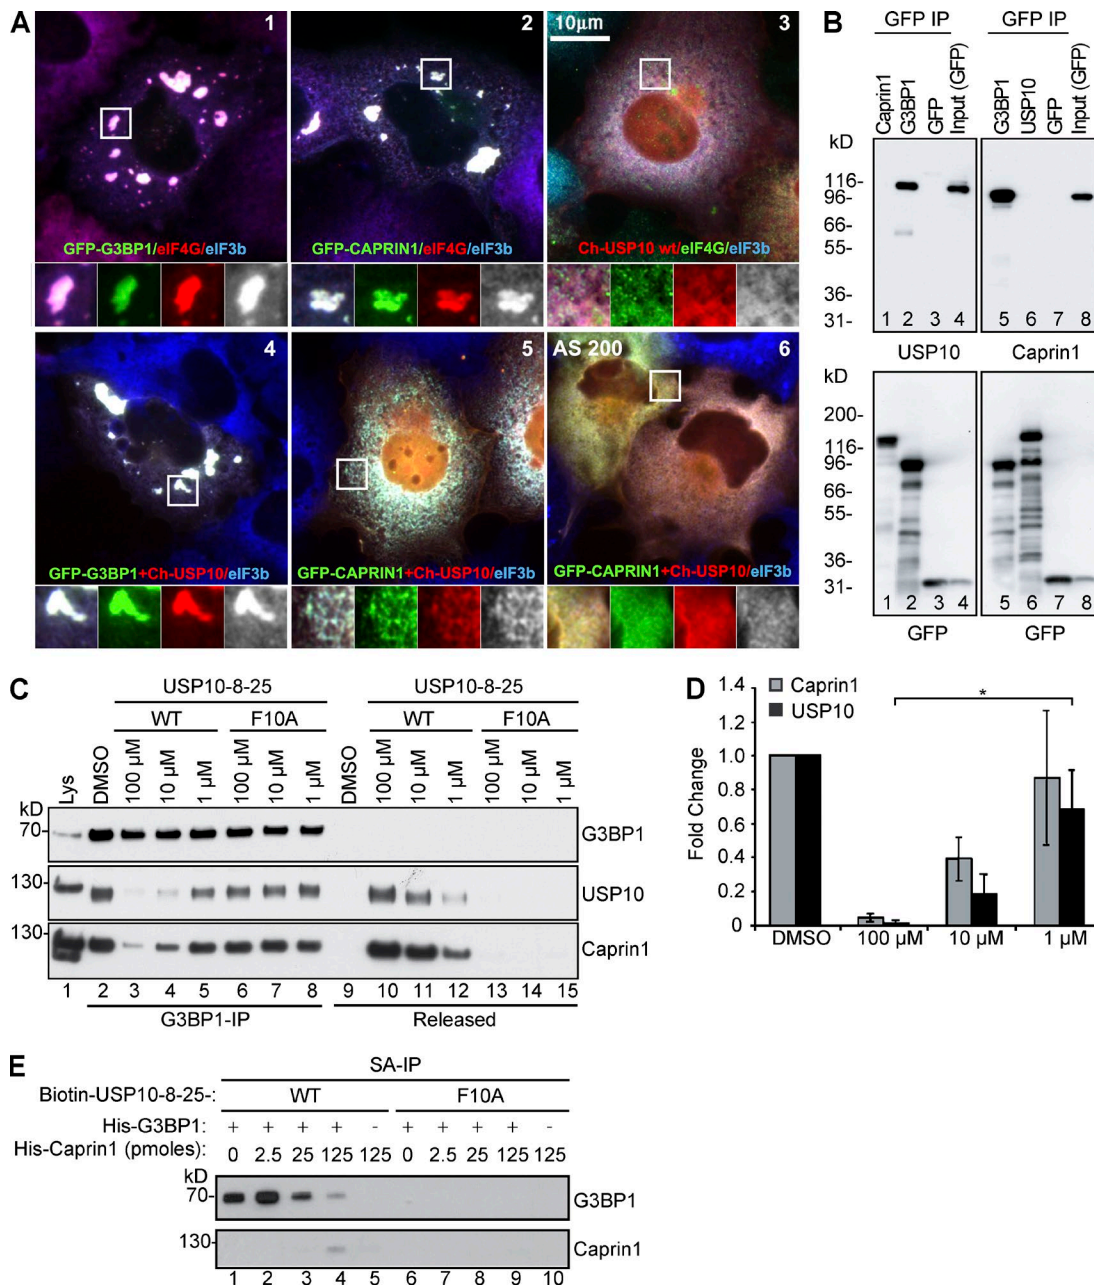 A
1
2
3
10µm
GFP-G3BP1/eIF4G/eIF3b
GFP-CAPRIN1/eIF4G/eIF3b
Ch-USP10 wt/eIF4G/eIF3b
4
5
AS 200
6
GFP-G3BP1+Ch-USP10/eIF3b
GFP-CAPRIN1+Ch-USP10/eIF3b
GFP-CAPRIN1+Ch-USP10/eIF3b
B
GFP IP
GFP IP
Caprin1
G3BP1
GFP
Input (GFP)
G3BP1
USP10
GFP
Input (GFP)
kD
116-
96-
66-
55-
36-
31-
1 2 3 4
5 6 7 8
USP10
Caprin1
kD
200-
116-
96-
66-
55-
36-
31-
1 2 3 4
5 6 7 8
GFP
GFP
C
USP10-8-25
USP10-8-25
WT
F10A
WT
F10A
Lys
DMSO
100 µM
10 µM
1 µM
100 µM
10 µM
1 µM
DMSO
100 µM
10 µM
1 µM
100 µM
10 µM
1 µM
kD
70-
G3BP1
130-
USP10
130-
Caprin1
1 2 3 4 5 6 7 8 9 10 11 12 13 14 15
G3BP1-IP
Released
D
Fold Change
1.4
1.2
1.0
0.8
0.6
0.4
0.2
0
Caprin1
USP10
*
DMSO 100 µM 10 µM 1 µM
E
SA-IP
Biotin-USP10-8-25-: WT F10A
His-G3BP1: + + + + - + + + + -
His-Caprin1 (pmoles): 0 2.5 25 125 125 0 2.5 25 125 125
kD
70-
G3BP1
130-
Caprin1
1 2 3 4 5 6 7 8 9 10